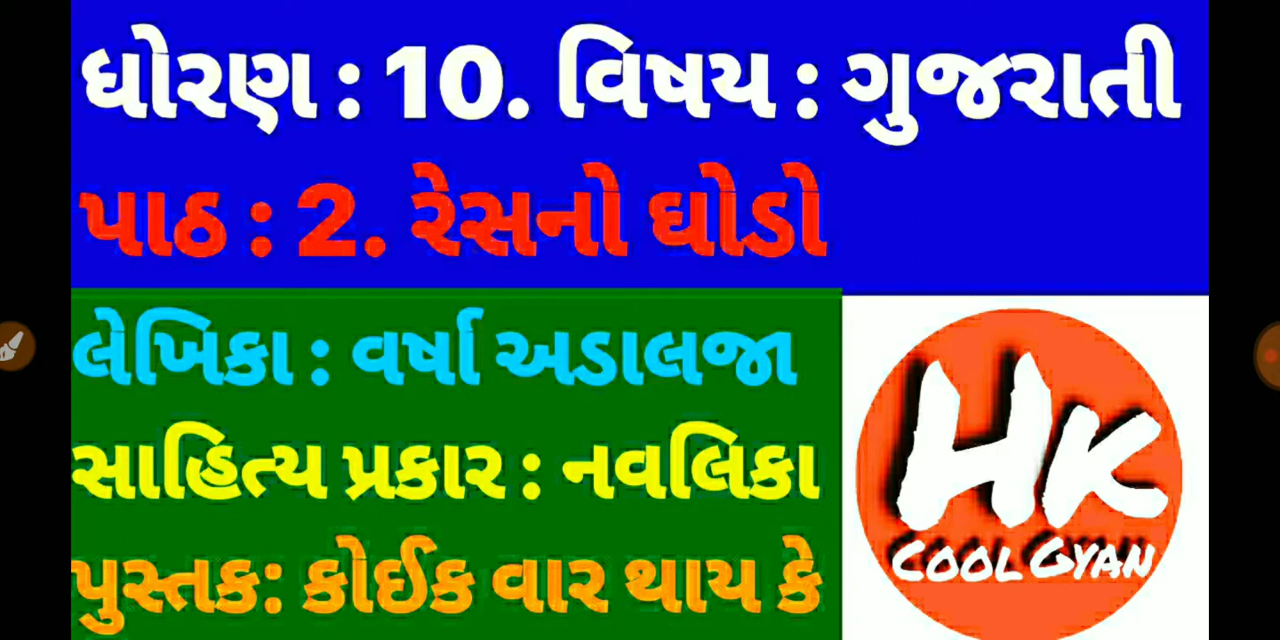 ધોરણ : 10. વિષય : ગુજરાતી
પાઠ : 2. રેસનો ઘોડો
લેખિકા : વર્ષા અડાલજા
સાહિત્ય પ્રકાર : નવલિકા
પુસ્તક: કોઈક વાર થાય કે
HK
COOL GYAN